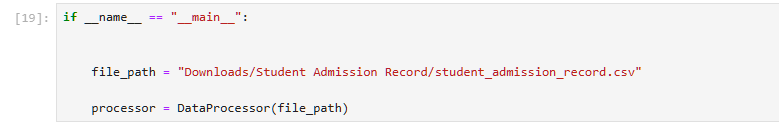 [19]: if __name__ == "__main__":
file_path = "Downloads/Student Admission Record/student_admission_record.csv"
processor = DataProcessor(file_path)